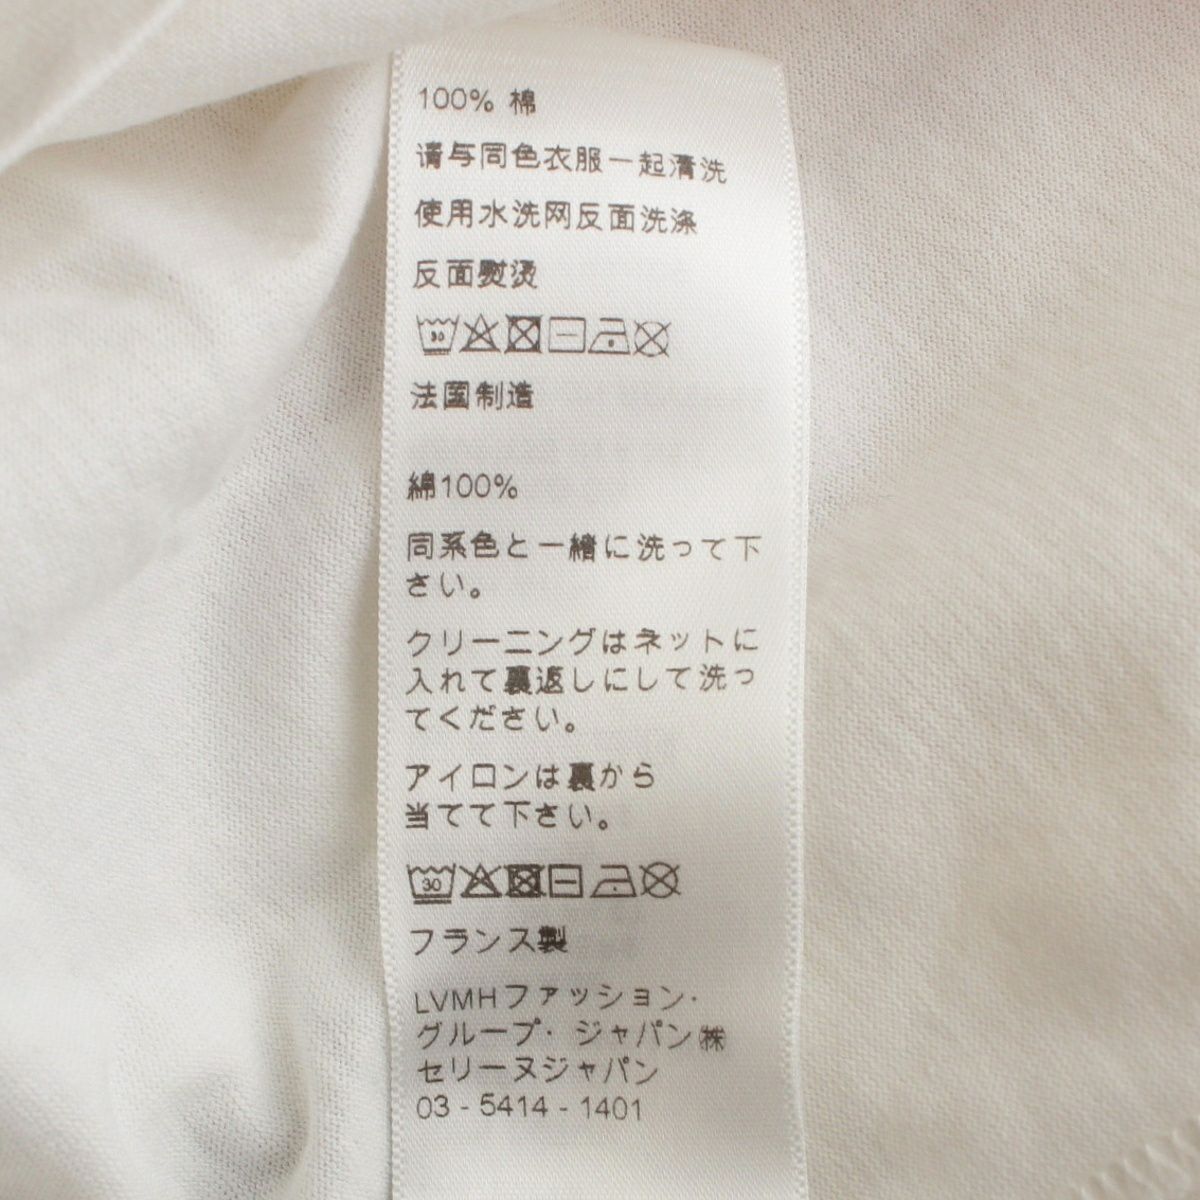 100% 棉
请与同色衣服一起清洗
使用水洗网反面洗涤
反面熨烫
30
法国制造
綿100%
同系色と一緒に洗って下
さい。
クリーニングはネットに
入れて裏返しにして洗っ
てください。
アイロンは裏から
当てて下さい。
30
フランス製
LVMHファッション・
グループ・ジャパン㈱
セリーヌジャパン
03 - 5414 - 1401